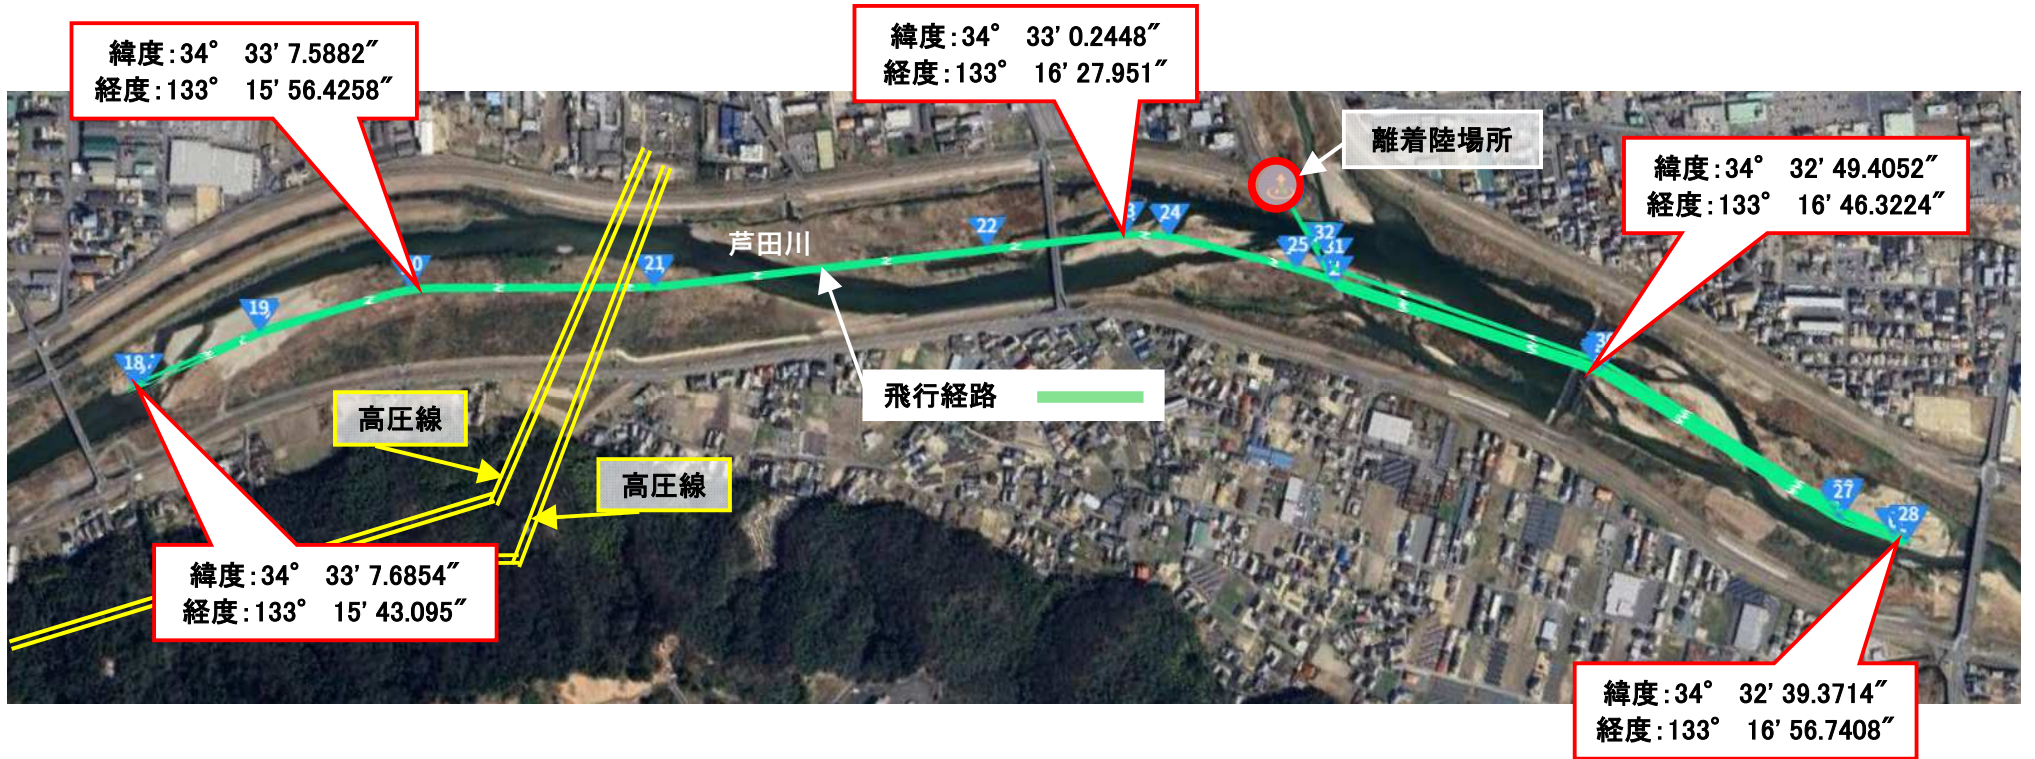 緯度:34° 33' 7.5882″
経度:133° 15' 56.4258″
緯度:34° 33' 0.2448″
経度:133° 16' 27.951″
離着陸場所
緯度:34° 32' 49.4052″
経度:133° 16' 46.3224″
芦田川
22
24
25
32
31
21
19
18
飛行経路
高圧線
高圧線
27
28
緯度:34° 33' 7.6854″
経度:133° 15' 43.095″
緯度:34° 32' 39.3714″
経度:133° 16' 56.7408″